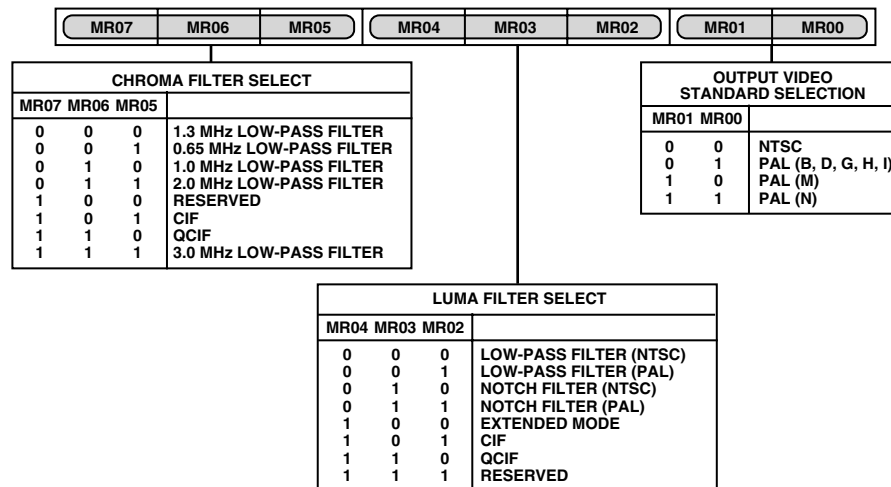 MR07 MR06 MR05 MR04 MR03 MR02 MR01 MR00
CHROMA FILTER SELECT
MR07 MR06 MR05
0 0 0 1.3 MHz LOW-PASS FILTER
0 0 1 0.65 MHz LOW-PASS FILTER
0 1 0 1.0 MHz LOW-PASS FILTER
0 1 1 2.0 MHz LOW-PASS FILTER
1 0 0 RESERVED
1 0 1 CIF
1 1 0 QCIF
1 1 1 3.0 MHz LOW-PASS FILTER
OUTPUT VIDEO
STANDARD SELECTION
MR01 MR00
0 0 NTSC
0 1 PAL (B, D, G, H, I)
1 0 PAL (M)
1 1 PAL (N)
LUMA FILTER SELECT
MR04 MR03 MR02
0 0 0 LOW-PASS FILTER (NTSC)
0 0 1 LOW-PASS FILTER (PAL)
0 1 0 NOTCH FILTER (NTSC)
0 1 1 NOTCH FILTER (PAL)
1 0 0 EXTENDED MODE
1 0 1 CIF
1 1 0 QCIF
1 1 1 RESERVED